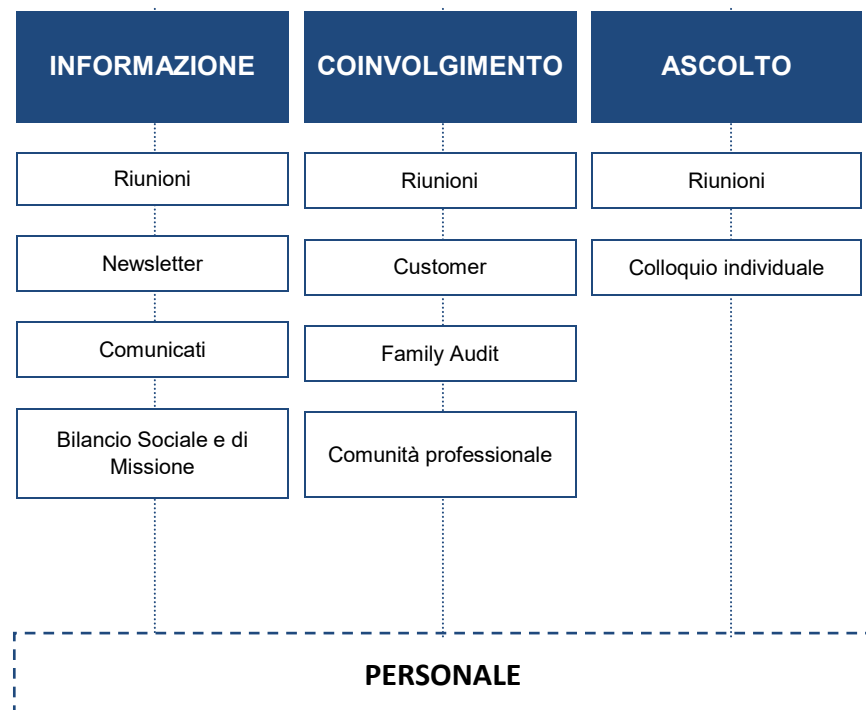 INFORMAZIONE
COINVOLGIMENTO
ASCOLTO
Riunioni
Riunioni
Riunioni
Newsletter
Customer
Colloquio individuale
Comunicati
Family Audit
Bilancio Sociale e di
Missione
Comunità professionale
PERSONALE